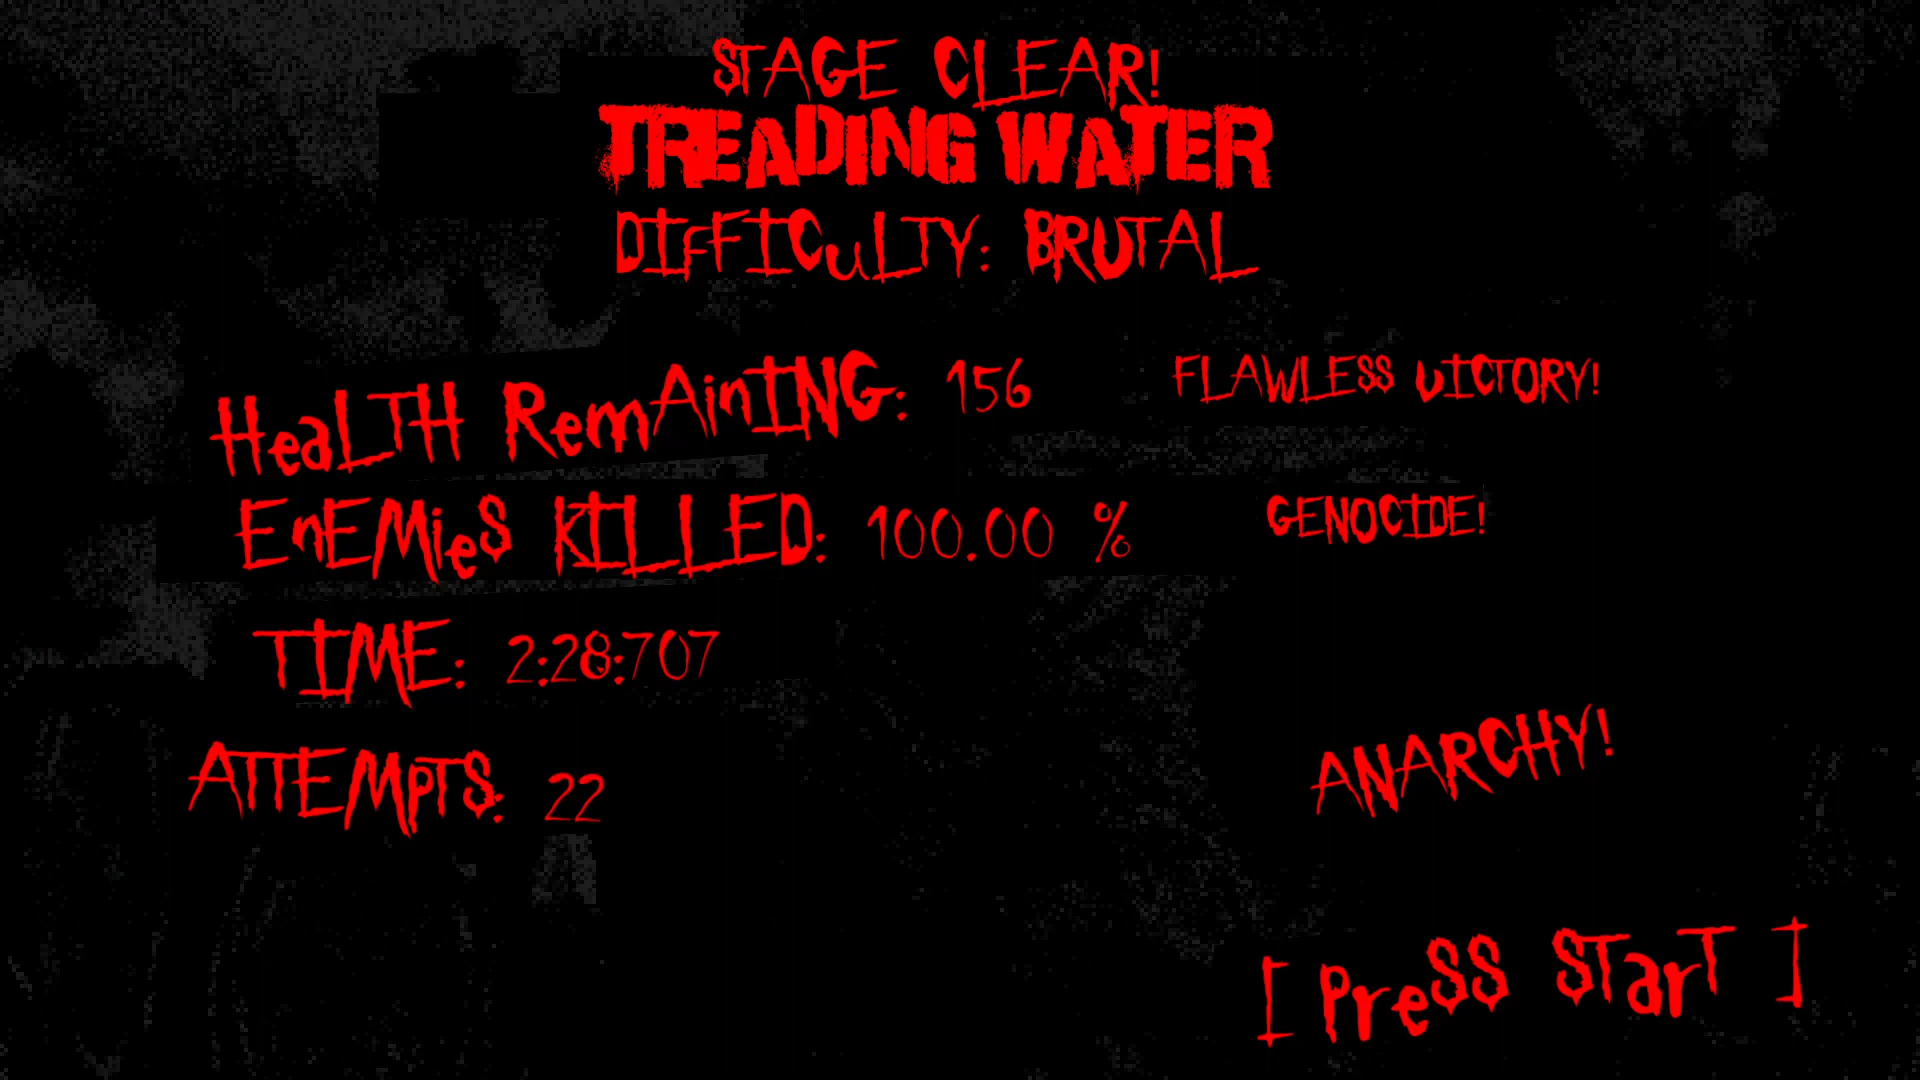 STAGE CLEAR!
TREADING WATER
DIFFICuLTY: BRUTAL
HeaLTH RemAinING: 156 FLAWLESS VICTORY!
EnEMieS KILLED: 100.00 % GENOCIDE!
TIME: 2:28:707
ATTEMpTS: 22
ANARCHY!
[ PreSS STarT ]